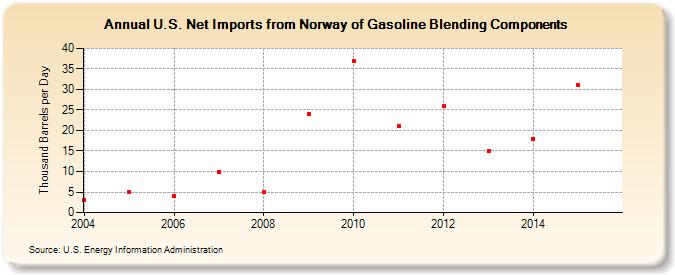 Annual U.S. Net Imports from Norway of Gasoline Blending Components
Thousand Barrels per Day
40
35
30
25
20
15
10
5
0
2004 2006 2008 2010 2012 2014
Source: U.S. Energy Information Administration